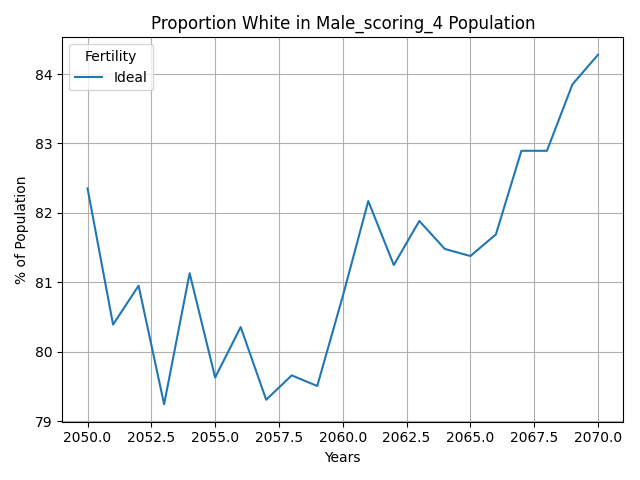 Proportion White in Male_scoring_4 Population
Fertility
Ideal
% of Population
84
83
82
81
80
79
2050.0 2052.5 2055.0 2057.5 2060.0 2062.5 2065.0 2067.5 2070.0
Years